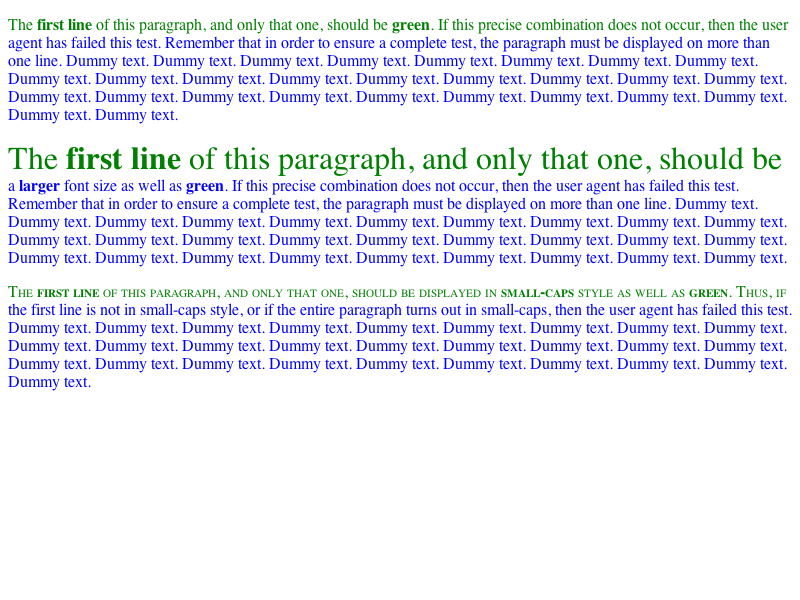 The first line of this paragraph, and only that one, should be green. If this precise combination does not occur, then the user
agent has failed this test. Remember that in order to ensure a complete test, the paragraph must be displayed on more than
one line. Dummy text. Dummy text. Dummy text. Dummy text. Dummy text. Dummy text. Dummy text. Dummy text.
Dummy text. Dummy text. Dummy text. Dummy text. Dummy text. Dummy text. Dummy text. Dummy text. Dummy text.
Dummy text. Dummy text. Dummy text. Dummy text. Dummy text. Dummy text. Dummy text. Dummy text. Dummy text.
Dummy text. Dummy text.
The first line of this paragraph, and only that one, should be
a larger font size as well as green. If this precise combination does not occur, then the user agent has failed this test.
Remember that in order to ensure a complete test, the paragraph must be displayed on more than one line. Dummy text.
Dummy text. Dummy text. Dummy text. Dummy text. Dummy text. Dummy text. Dummy text. Dummy text. Dummy text.
Dummy text. Dummy text. Dummy text. Dummy text. Dummy text. Dummy text. Dummy text. Dummy text. Dummy text.
Dummy text. Dummy text. Dummy text. Dummy text. Dummy text. Dummy text. Dummy text. Dummy text. Dummy text.
The first line of this paragraph, and only that one, should be displayed in small-caps style as well as green. Thus, if
the first line is not in small-caps style, or if the entire paragraph turns out in small-caps, then the user agent has failed this test.
Dummy text. Dummy text. Dummy text. Dummy text. Dummy text. Dummy text. Dummy text. Dummy text. Dummy text.
Dummy text. Dummy text. Dummy text. Dummy text. Dummy text. Dummy text. Dummy text. Dummy text. Dummy text.
Dummy text. Dummy text. Dummy text. Dummy text. Dummy text. Dummy text. Dummy text. Dummy text. Dummy text.
Dummy text.